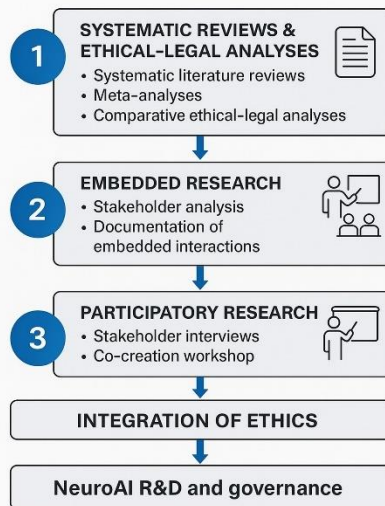 1
SYSTEMATIC REVIEWS &
ETHICAL-LEGAL ANALYSES
• Systematic literature reviews
• Meta-analyses
• Comparative ethical-legal analyses
2
EMBEDDED RESEARCH
• Stakeholder analysis
• Documentation of
embedded interactions
3
PARTICIPATORY RESEARCH
• Stakeholder interviews
• Co-creation workshop
INTEGRATION OF ETHICS
NeuroAI R&D and governance